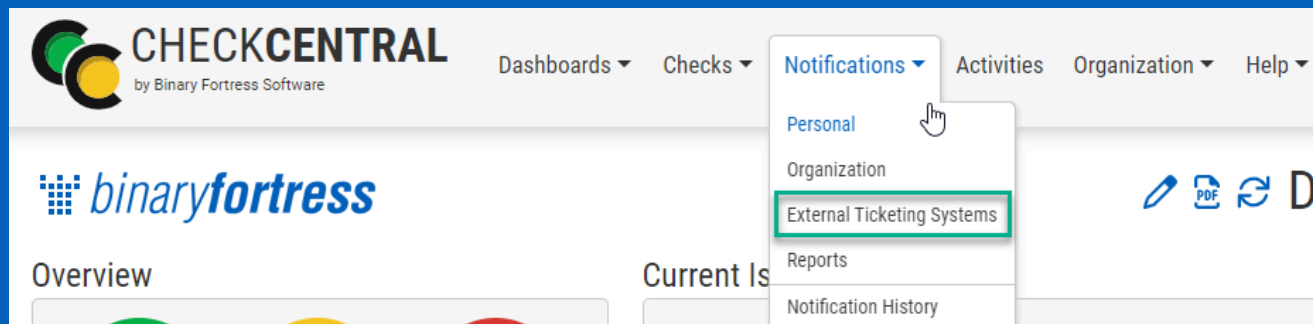 CHECKCENTRAL
by Binary Fortress Software
Dashboards Checks Notifications Activities Organization Help
Personal
Organization
External Ticketing Systems
Reports
Notification History
binaryfortress
PDF
D
Overview
Current Is